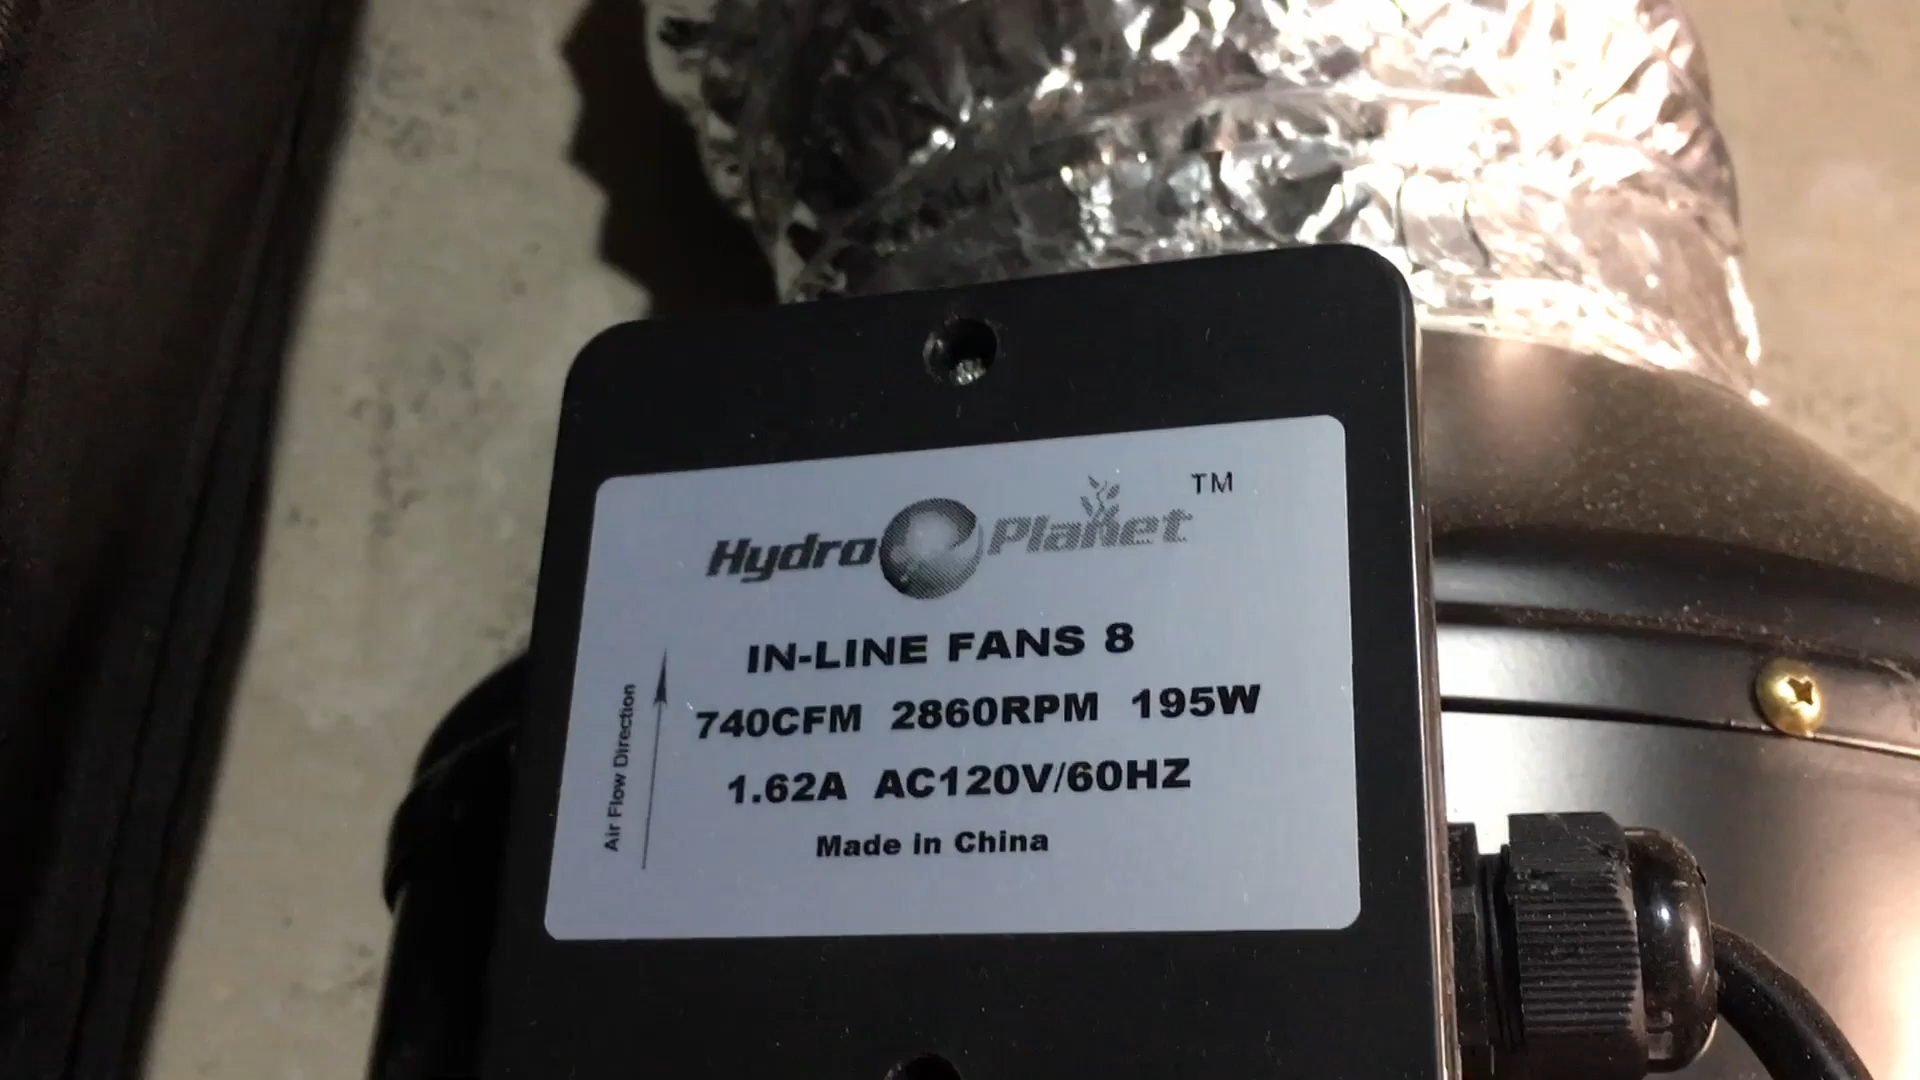 Hydro Planet TM
IN-LINE FANS 8
740CFM 2860RPM 195W
1.62A AC120V/60HZ
Made in China
Air Flow Direction